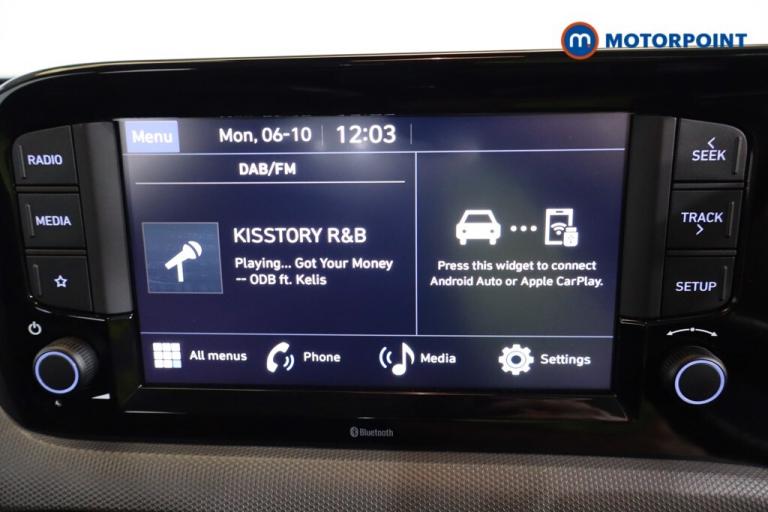 m MOTORPOINT
Menu Mon, 06-10 12:03
DAB/FM
KISSTORY R&B
Playing... Got Your Money
-- ODB ft. Kelis
Press this widget to connect
Android Auto or Apple CarPlay.
All menus Phone Media Settings
RADIO
MEDIA
< SEEK
TRACK >
SETUP
Bluetooth